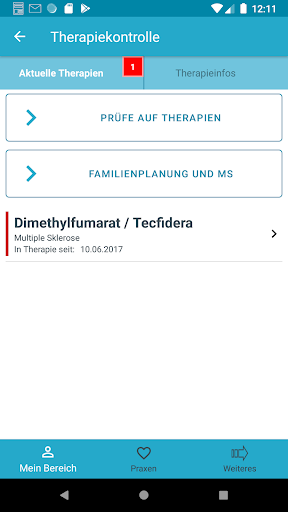 12:11
Therapiekontrolle
Aktuelle Therapien
1
Therapieinfos
PRÜFE AUF THERAPIEN
FAMILIENPLANUNG UND MS
Dimethylfumarat / Tecfidera
Multiple Sklerose
In Therapie seit: 10.06.2017
Mein Bereich
Praxen
Weiteres